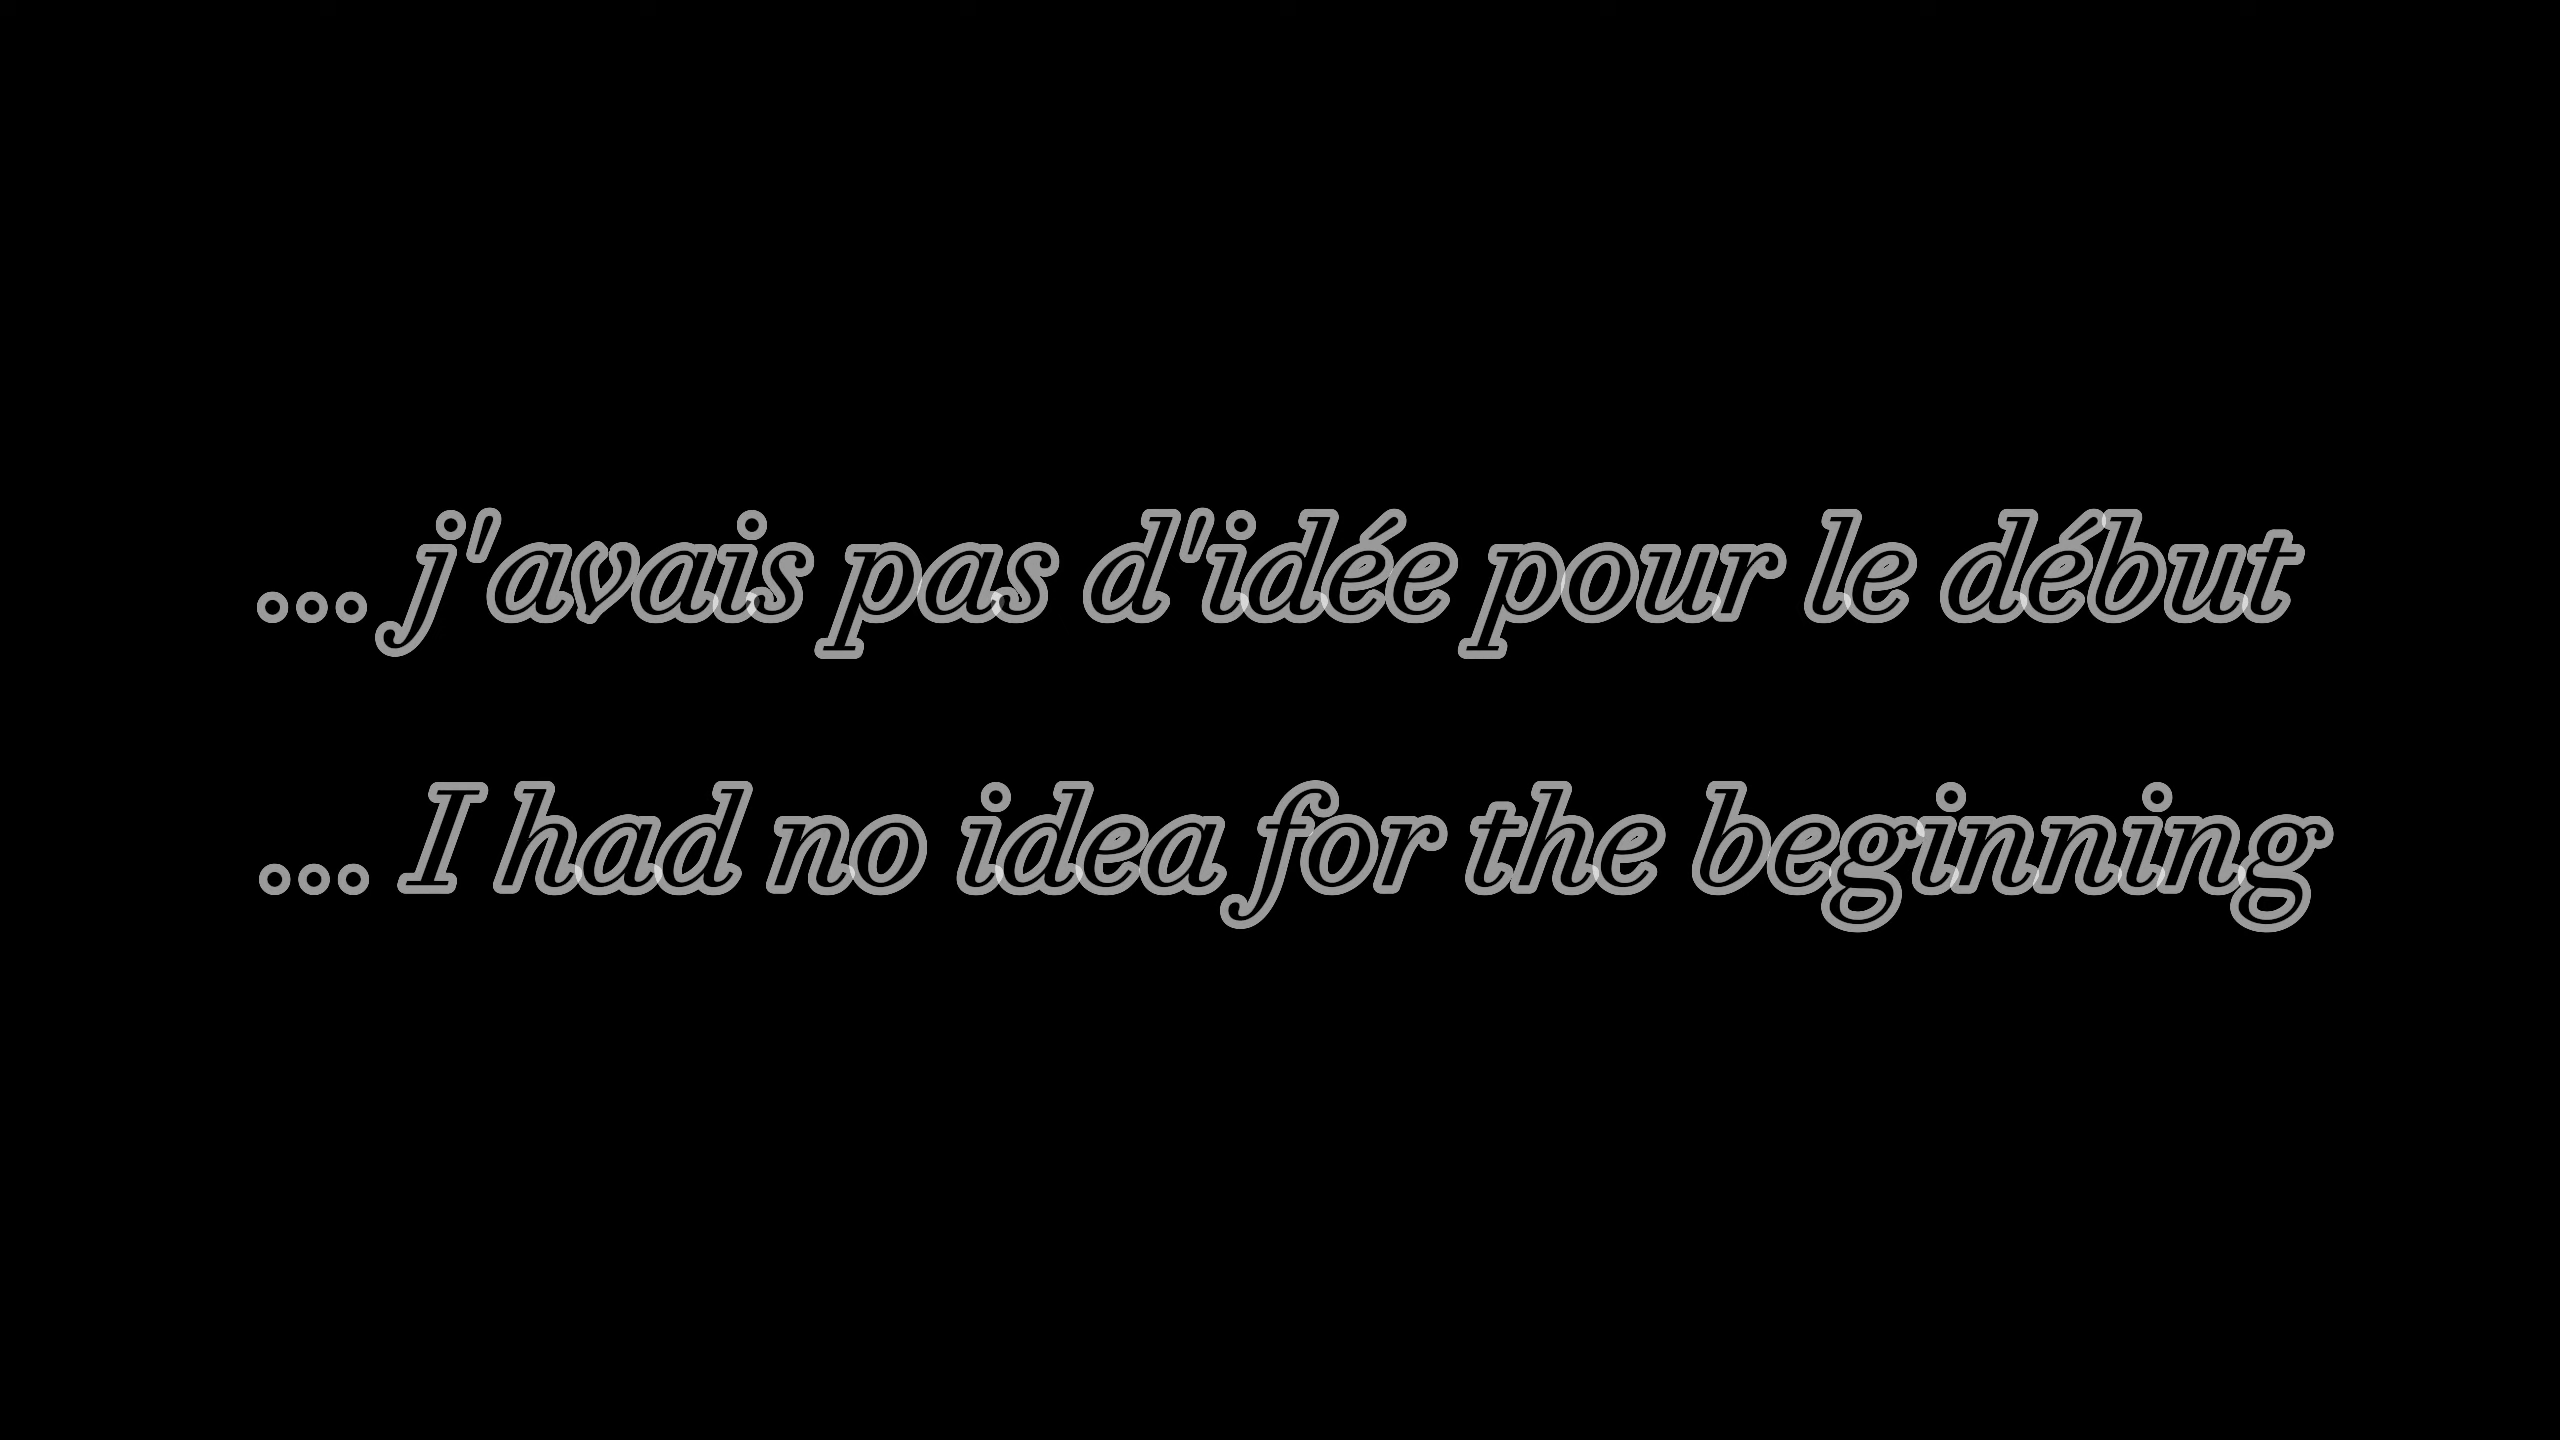 ... j'avais pas d'idée pour le début
... I had no idea for the beginning